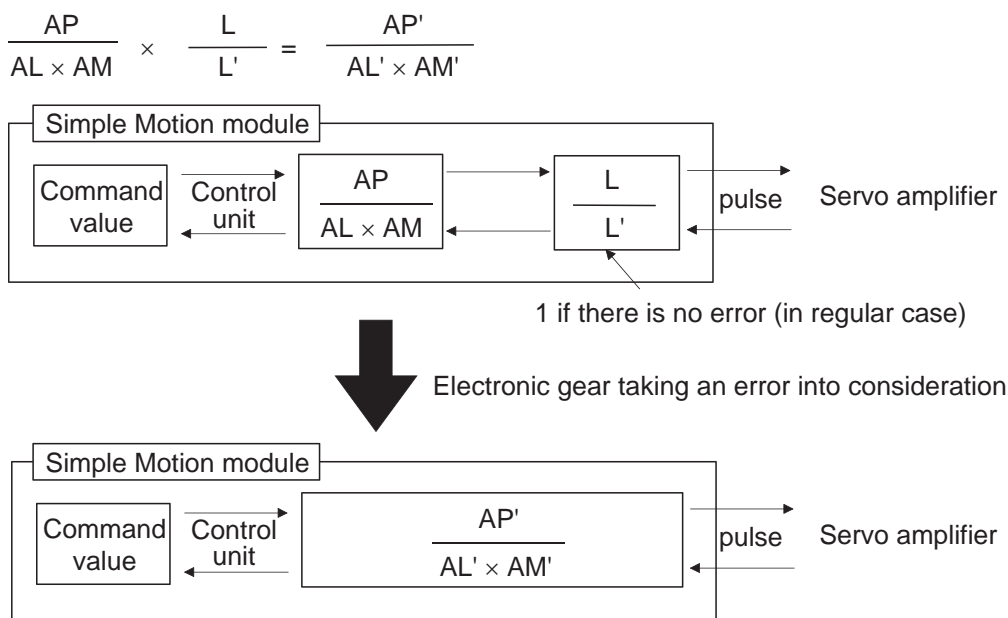 AP / AL × AM × L / L' = AP' / AL' × AM'
Simple Motion module
Command value
Control unit
AP / AL × AM
L / L'
pulse
Servo amplifier
1 if there is no error (in regular case)
Electronic gear taking an error into consideration
Simple Motion module
Command value
Control unit
AP' / AL' × AM'
pulse
Servo amplifier